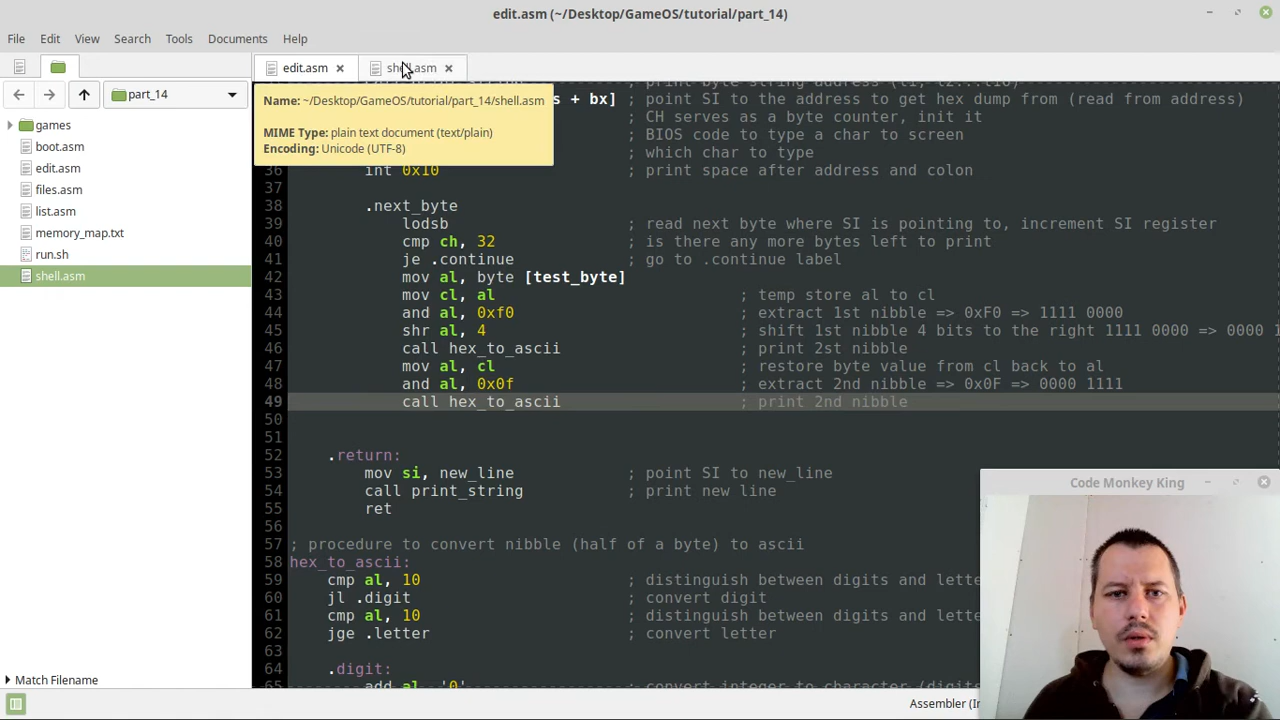 edit.asm (~/Desktop/GameOS/tutorial/part_14)
File Edit View Search Tools Documents Help
edit.asm
shell.asm
part_14
games
boot.asm
edit.asm
files.asm
list.asm
memory_map.txt
run.sh
shell.asm
Match Filename
Name: ~/Desktop/GameOS/tutorial/part_14/shell.asm
MIME Type: plain text document (text/plain)
Encoding: Unicode (UTF-8)
s + bx] ; point SI to the address to get hex dump from (read from address)
; CH serves as a byte counter, init it
; BIOS code to type a char to screen
; which char to type
36 int 0x10 ; print space after address and colon
37
38 .next_byte
39 lodsb ; read next byte where SI is pointing to, increment SI register
40 cmp ch, 32 ; is there any more bytes left to print
41 je .continue ; go to .continue label
42 mov al, byte [test_byte]
43 mov cl, al ; temp store al to cl
44 and al, 0xf0 ; extract 1st nibble => 0xF0 => 1111 0000
45 shr al, 4 ; shift 1st nibble 4 bits to the right 1111 0000 => 0000 1
46 call hex_to_ascii ; print 2st nibble
47 mov al, cl ; restore byte value from cl back to al
48 and al, 0x0f ; extract 2nd nibble => 0x0F => 0000 1111
49 call hex_to_ascii ; print 2nd nibble
50
51
52 .return:
53 mov si, new_line ; point SI to new_line
54 call print_string ; print new line
55 ret
56
57 ; procedure to convert nibble (half of a byte) to ascii
58 hex_to_ascii:
59 cmp al, 10 ; distinguish between digits and lette
60 jl .digit ; convert digit
61 cmp al, 10 ; distinguish between digits and lette
62 jge .letter ; convert letter
63
64 .digit:
65 add al, '0' ; convert integer to character (digits
Code Monkey King
Assembler (In